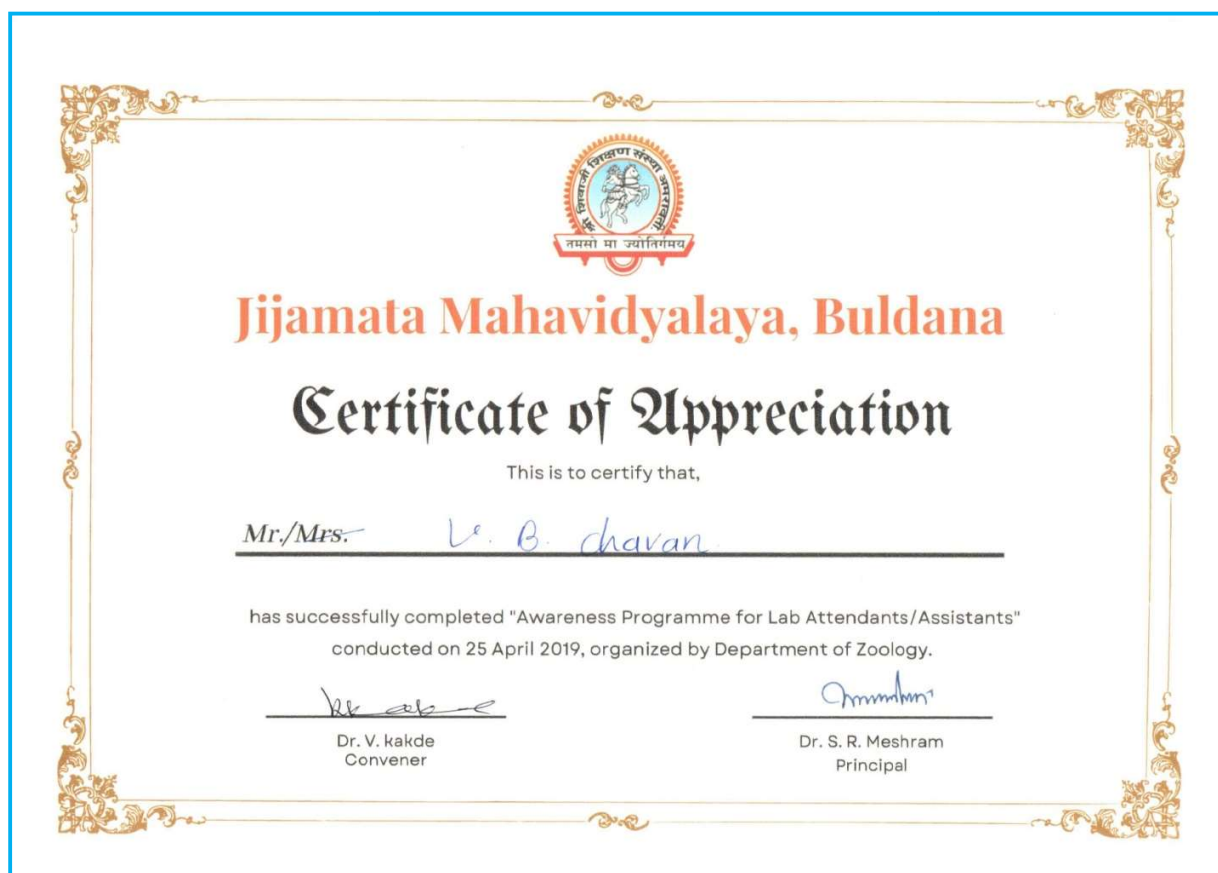 श्री शिवाजी शिक्षण संस्था अमरावती
तमसो मा ज्योतिर्गमय
Jijamata Mahavidyalaya, Buldana
Certificate of Appreciation
This is to certify that,
Mr./Mrs. V. B. chavan
has successfully completed "Awareness Programme for Lab Attendants/Assistants"
conducted on 25 April 2019, organized by Department of Zoology.
Dr. V. kakde
Convener
Dr. S. R. Meshram
Principal